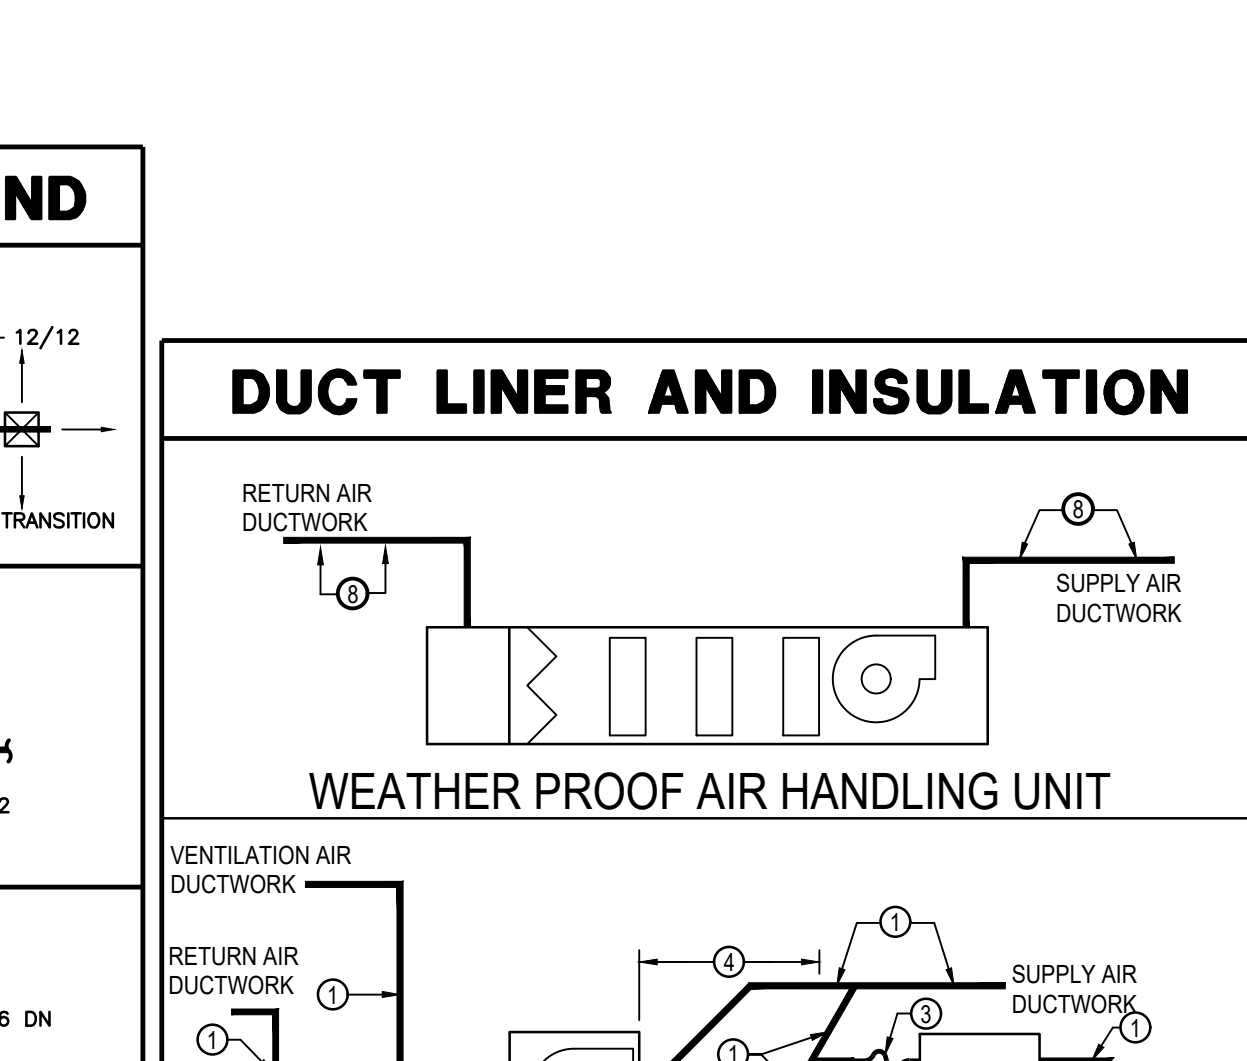 ND
12/12
TRANSITION
2
6 DN
DUCT LINER AND INSULATION
RETURN AIR
DUCTWORK
8
8
SUPPLY AIR
DUCTWORK
WEATHER PROOF AIR HANDLING UNIT
VENTILATION AIR
DUCTWORK
RETURN AIR
DUCTWORK
1
1
4
1
SUPPLY AIR
DUCTWORK
3
1
1